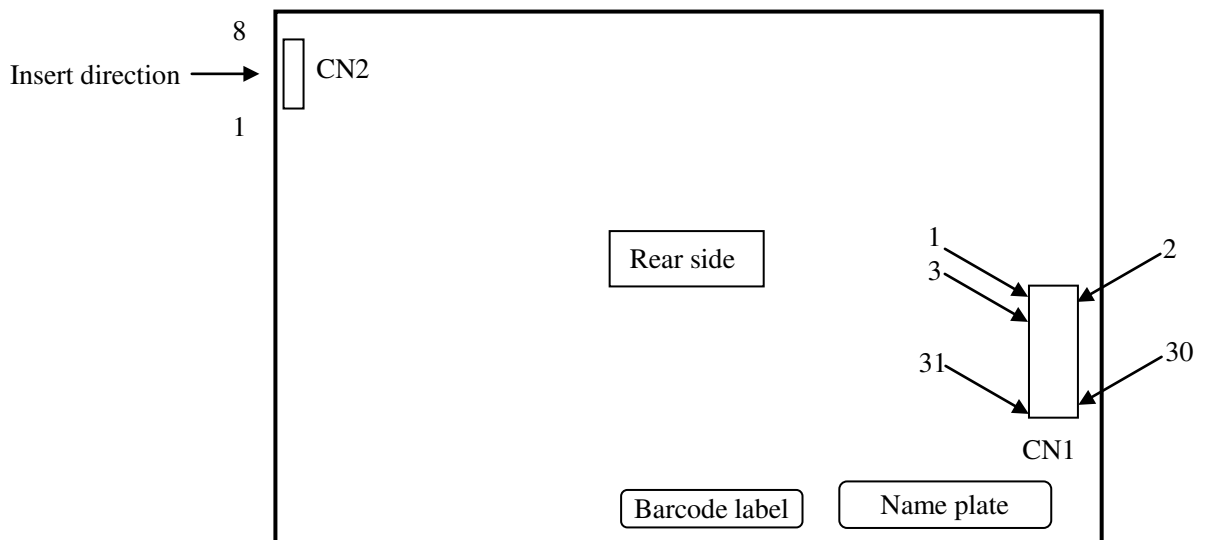 8
Insert direction
CN2
1
Rear side
1
2
3
31
30
CN1
Barcode label
Name plate